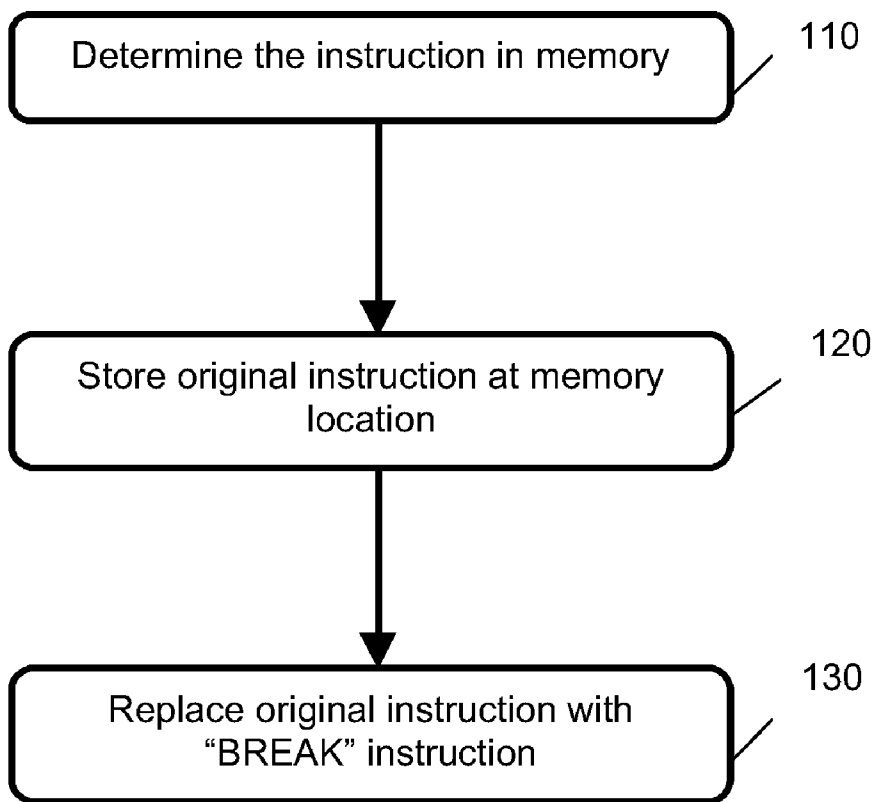 Determine the instruction in memory
110
Store original instruction at memory
location
120
Replace original instruction with
“BREAK” instruction
130